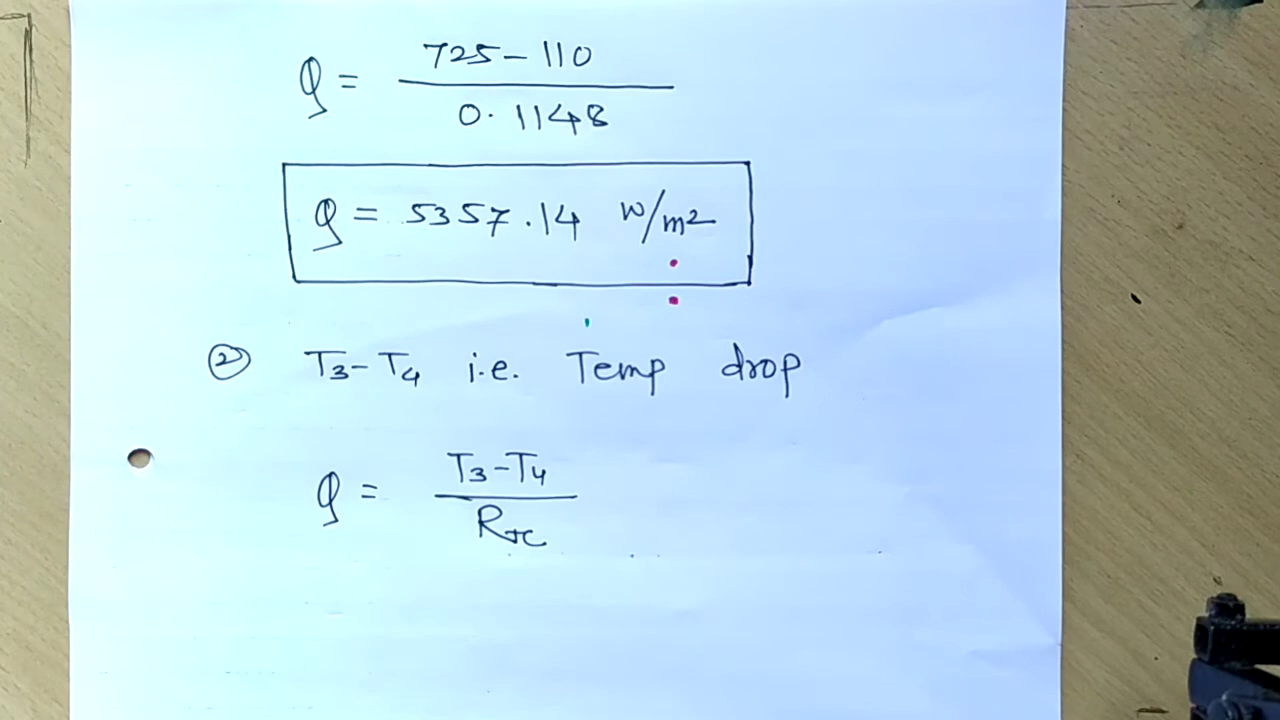 Q = 725 - 110 / 0.1148
Q = 5357.14 W/m²
② T₃ - T₄ i.e. Temp drop
Q = T₃ - T₄ / Rₜc